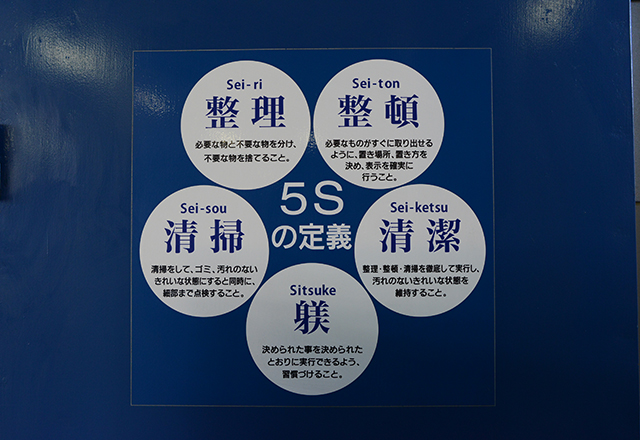 Sei-ri
整理
必要な物と不要な物を分け、
不要な物を捨てること。
Sei-ton
整頓
必要なものがすぐに取り出せる
ように、置き場所、置き方を
決め、表示を確実に
行うこと。
5S
の定義
Sei-sou
清掃
清掃をして、ゴミ、汚れのない
きれいな状態にすると同時に、
細部まで点検すること。
Sei-ketsu
清潔
整理・整頓・清掃を徹底して実行し、
汚れのないきれいな状態を
維持すること。
Sitsuke
躾
決められた事を決められた
とおりに実行できるよう、
習慣づけること。